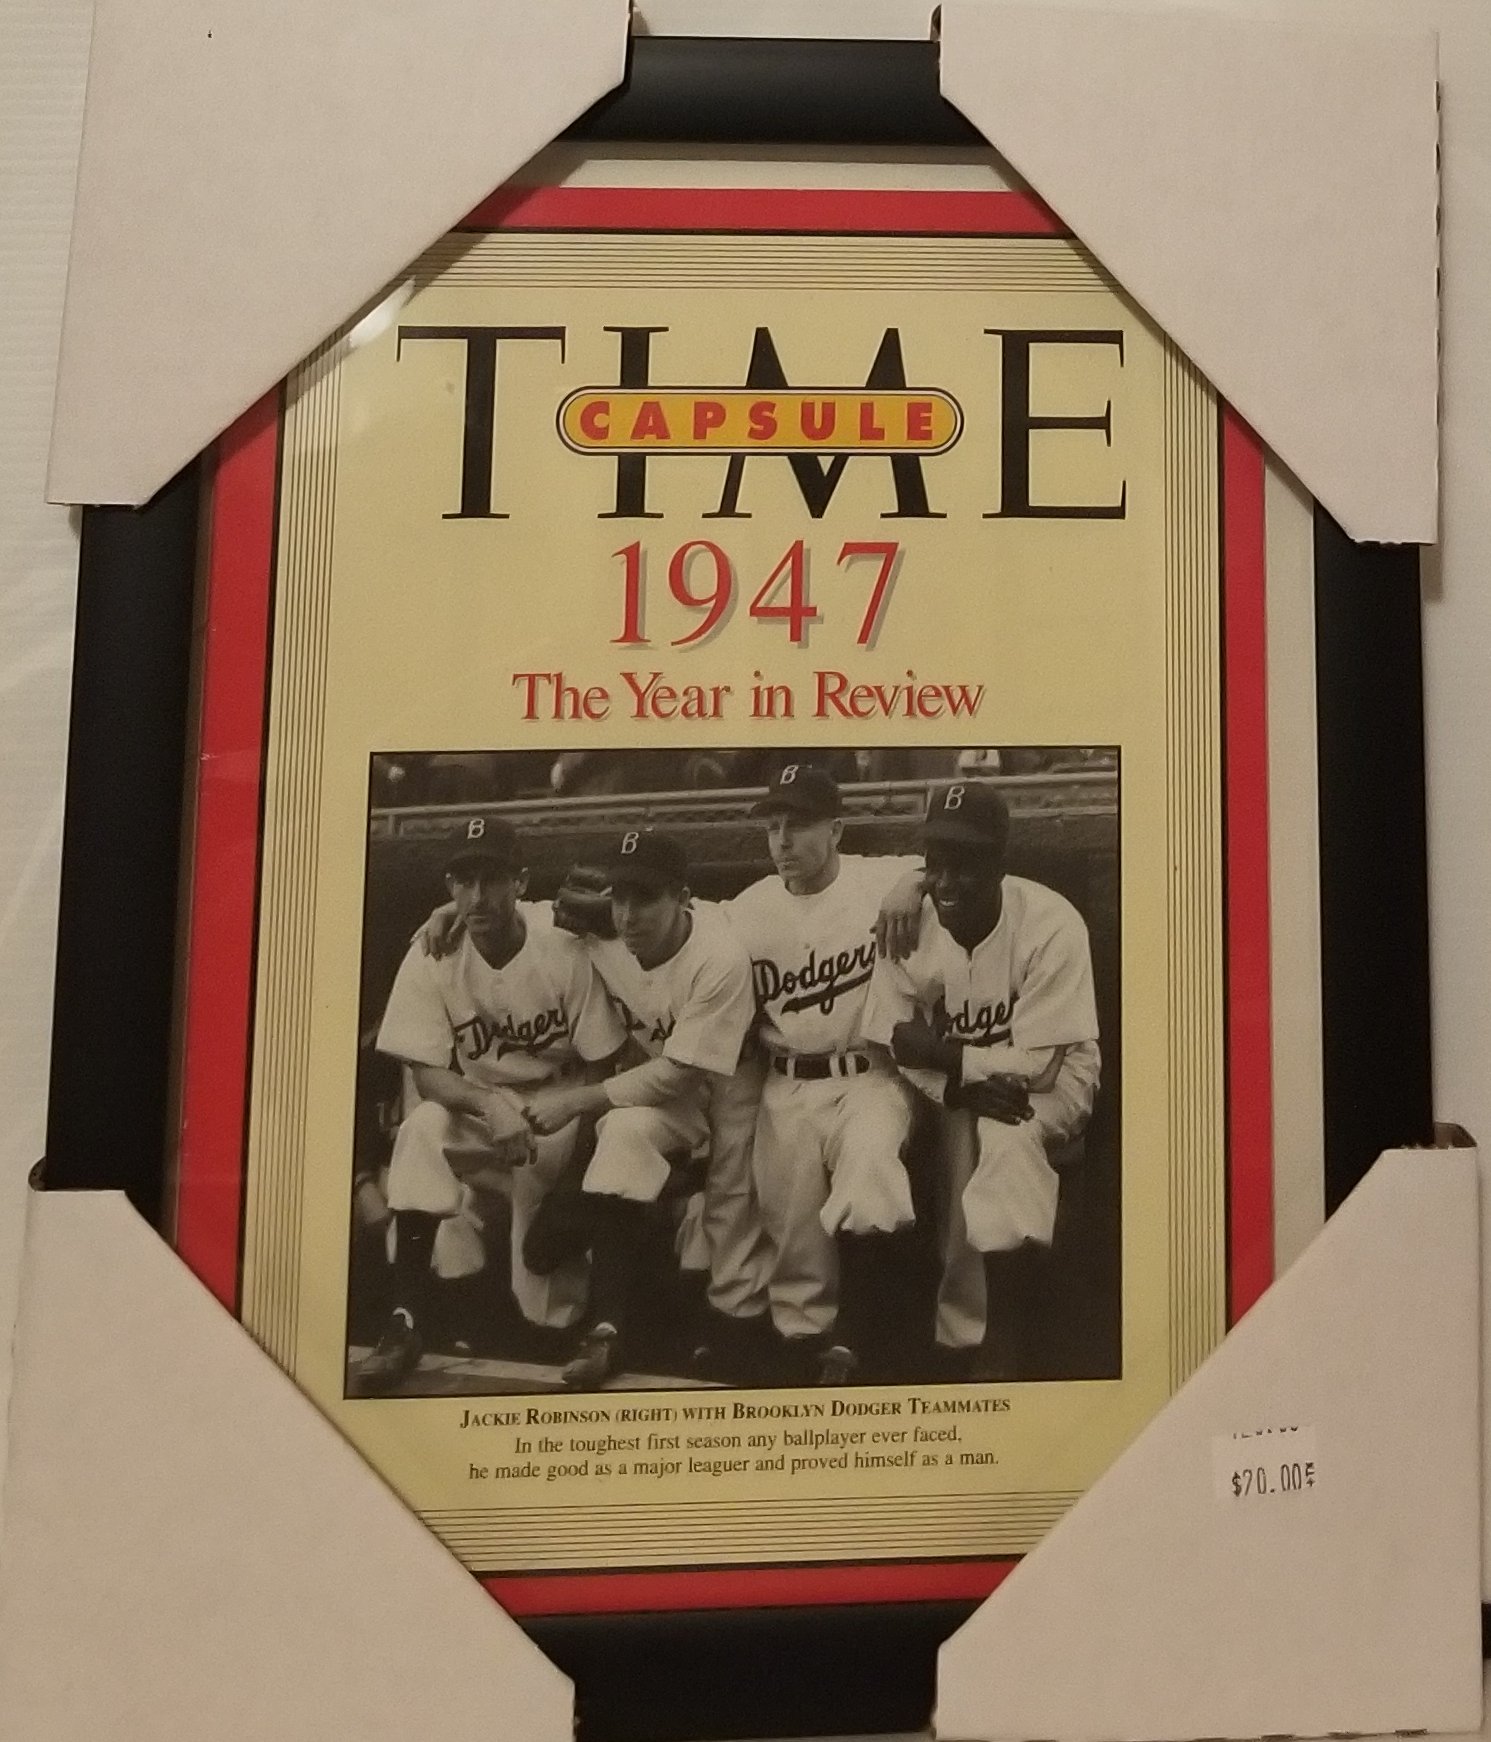 TIME
CAPSULE
1947
The Year in Review
B
B
B
B
Dodgers
Dodgers
JACKIE ROBINSON (RIGHT) WITH BROOKLYN DODGER TEAMMATES
In the toughest first season any ballplayer ever faced,
he made good as a major leaguer and proved himself as a man.
$70.00